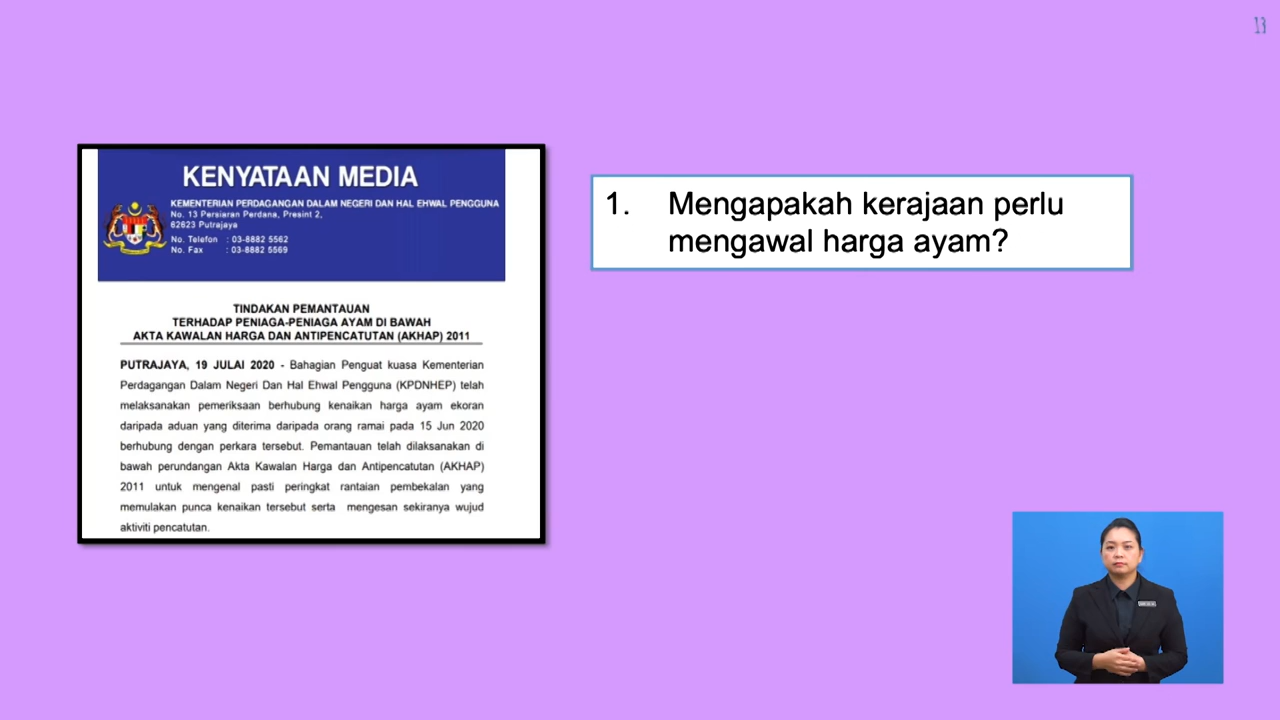 13
KENYATAAN MEDIA
KEMENTERIAN PERDAGANGAN DALAM NEGERI DAN HAL EHWAL PENGGUNA
No. 13 Persiaran Perdana, Presint 2,
62623 Putrajaya
No. Telefon : 03-8882 5562
No. Fax : 03-8882 5569
TINDAKAN PEMANTAUAN
TERHADAP PENIAGA-PENIAGA AYAM DI BAWAH
AKTA KAWALAN HARGA DAN ANTIPENCATUTAN (AKHAP) 2011
PUTRAJAYA, 19 JULAI 2020 - Bahagian Penguat kuasa Kementerian
Perdagangan Dalam Negeri Dan Hal Ehwal Pengguna (KPDNHEP) telah
melaksanakan pemeriksaan berhubung kenaikan harga ayam ekoran
daripada aduan yang diterima daripada orang ramai pada 15 Jun 2020
berhubung dengan perkara tersebut. Pemantauan telah dilaksanakan di
bawah perundangan Akta Kawalan Harga dan Antipencatutan (AKHAP)
2011 untuk mengenal pasti peringkat rantaian pembekalan yang
memulakan punca kenaikan tersebut serta mengesan sekiranya wujud
aktiviti pencatutan.
1. Mengapakah kerajaan perlu
mengawal harga ayam?